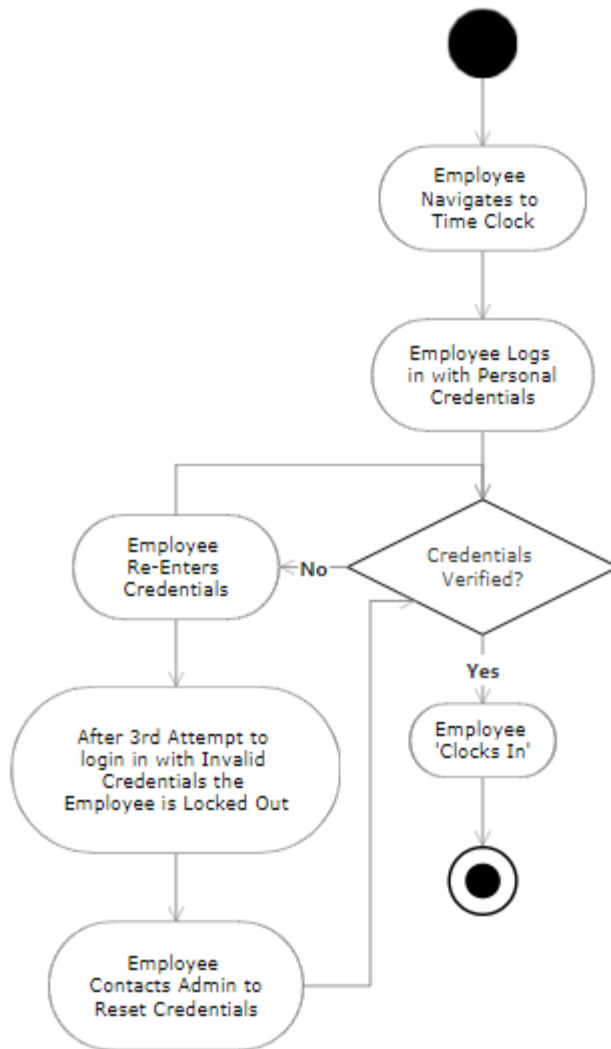 Employee
Navigates to
Time Clock
Employee Logs
in with Personal
Credentials
Employee
Re-Enters
Credentials
No
Credentials
Verified?
Yes
After 3rd Attempt to
login in with Invalid
Credentials the
Employee is Locked Out
Employee
'Clocks In'
Employee
Contacts Admin to
Reset Credentials